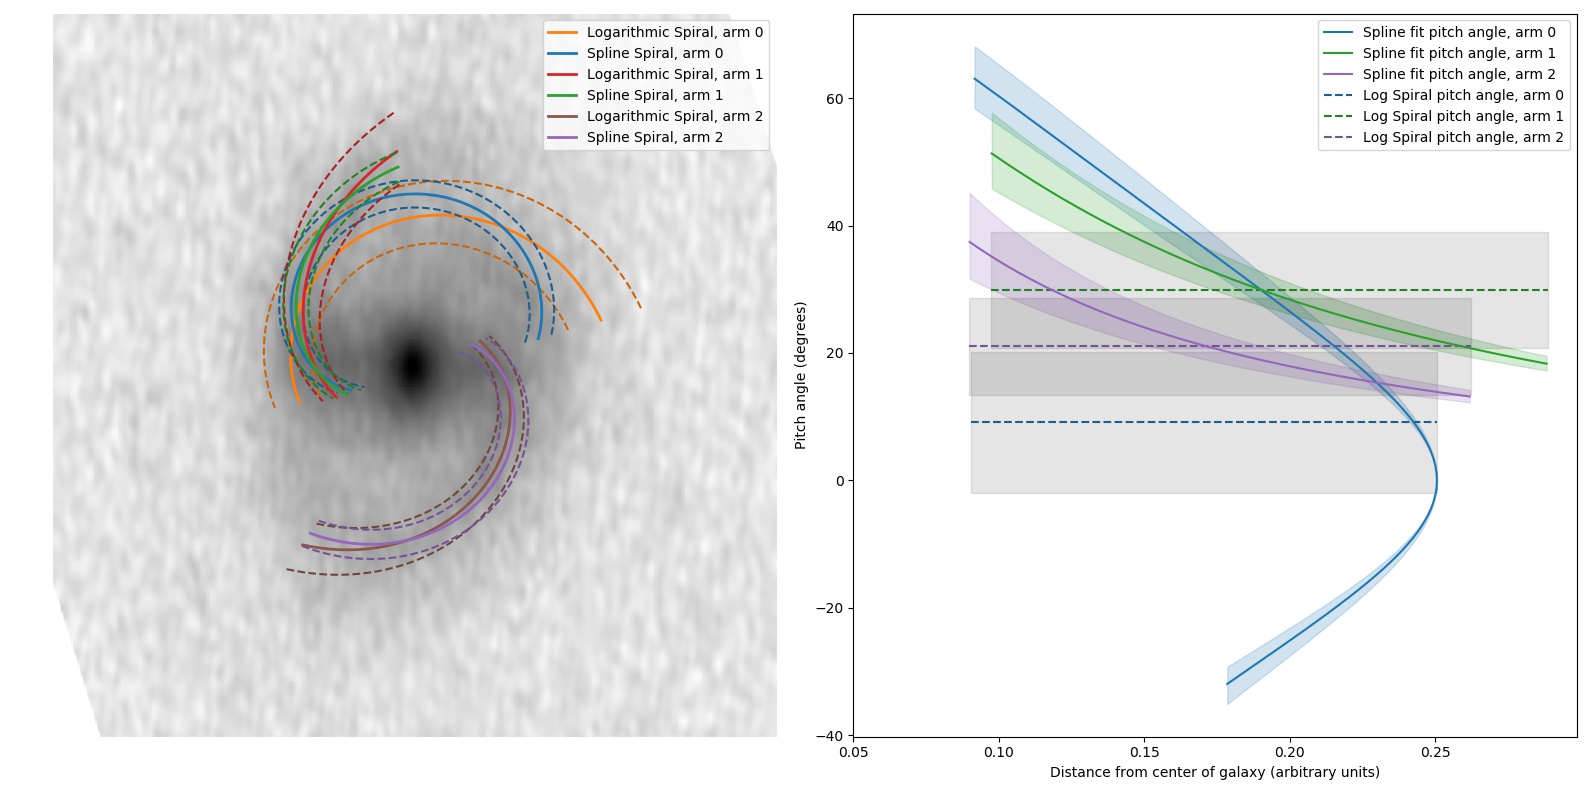 Logarithmic Spiral, arm 0
Spline Spiral, arm 0
Logarithmic Spiral, arm 1
Spline Spiral, arm 1
Logarithmic Spiral, arm 2
Spline Spiral, arm 2
Spline fit pitch angle, arm 0
Spline fit pitch angle, arm 1
Spline fit pitch angle, arm 2
Log Spiral pitch angle, arm 0
Log Spiral pitch angle, arm 1
Log Spiral pitch angle, arm 2
Pitch angle (degrees)
60
40
20
0
−20
−40
0.05 0.10 0.15 0.20 0.25
Distance from center of galaxy (arbitrary units)